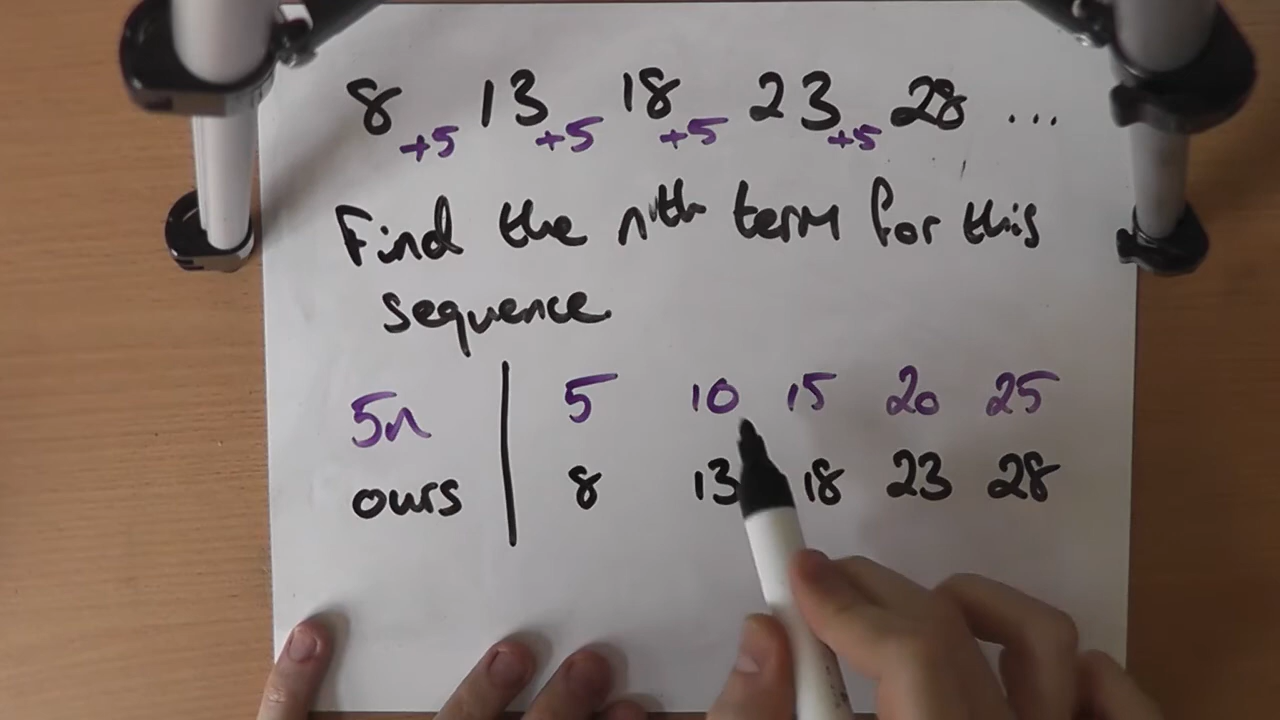 8 13 18 23 28 ...
+5 +5 +5 +5
Find the nth term for this
sequence
5n 5 10 15 20 25
ours 8 13 18 23 28